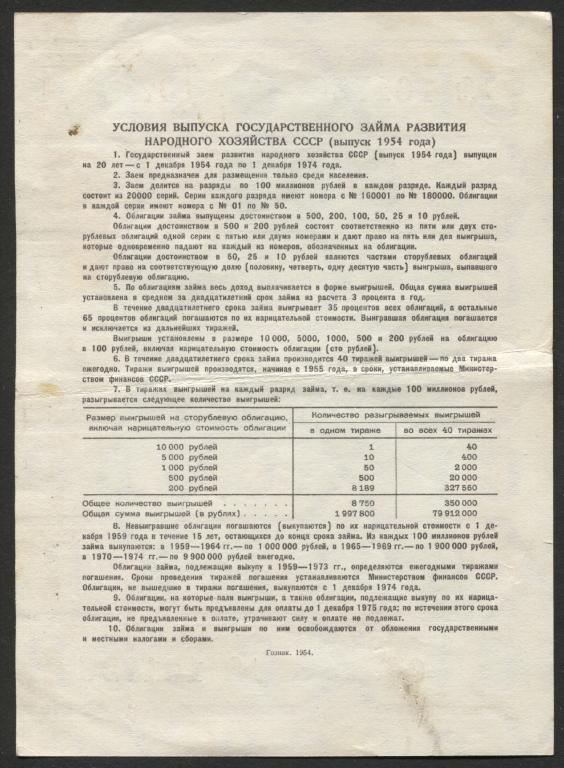 УСЛОВИЯ ВЫПУСКА ГОСУДАРСТВЕННОГО ЗАЙМА РАЗВИТИЯ
НАРОДНОГО ХОЗЯЙСТВА СССР (выпуск 1954 года)
1. Государственный заем развития народного хозяйства СССР (выпуск 1954 года) выпущен
на 20 лет — с 1 декабря 1954 года по 1 декабря 1974 года.
2. Заем предназначен для размещения только среди населения.
3. Заем делится на разряды по 100 миллионов рублей в каждом разряде. Каждый разряд
состоит из 20000 серий. Серии каждого разряда имеют номера с № 160001 по № 180000. Облигации
в каждой серии имеют номера с № 01 по № 50.
4. Облигации займа выпущены достоинством в 500, 200, 100, 50, 25 и 10 рублей.
Облигации достоинством в 500 и 200 рублей состоят соответственно из пяти или двух сто-
рублевых облигаций одной серии с пятью или двумя номерами и дают право на пять или два выигрыша,
которые одновременно падают на каждый из номеров, обозначенных на облигации.
Облигации достоинством в 50, 25 и 10 рублей являются частями сторублевых облигаций
и дают право на соответствующую долю (половину, четверть, одну десятую часть) выигрыша, выпавшего
на сторублевую облигацию.
5. По облигациям займа весь доход выплачивается в форме выигрышей. Общая сумма выигрышей
установлена в среднем за двадцатилетний срок займа из расчета 3 процента в год.
В течение двадцатилетнего срока займа выигрывает 35 процентов всех облигаций, а остальные
65 процентов облигаций погашаются по их нарицательной стоимости. Выигравшая облигация погашается
и исключается из дальнейших тиражей.
Выигрыши установлены в размере 10000, 5000, 1000, 500 и 200 рублей на облигацию
в 100 рублей, включая нарицательную стоимость облигации (сто рублей).
6. В течение двадцатилетнего срока займа производится 40 тиражей выигрышей — по два тиража
ежегодно. Тиражи выигрышей производятся, начиная с 1955 года, в сроки, устанавливаемые Министер-
ством финансов СССР.
7. В тиражах выигрышей на каждый разряд займа, т. е. на каждые 100 миллионов рублей,
разыгрывается следующее количество выигрышей:
Размер выигрышей на сторублевую облигацию,
включая нарицательную стоимость облигации
Количество разыгрываемых выигрышей
в одном тираже во всех 40 тиражах
10 000 рублей 1 40
5 000 рублей 10 400
1 000 рублей 50 2 000
500 рублей 500 20 000
200 рублей 8 189 327 560
Общее количество выигрышей . . . . . . . 8 750 350 000
Общая сумма выигрышей (в рублях) . . . . . 1 997 800 79 912 000
8. Невыигравшие облигации погашаются (выкупаются) по их нарицательной стоимости с 1 де-
кабря 1959 года в течение 15 лет, остающихся до конца срока займа. Из каждых 100 миллионов рублей
займа выкупаются: в 1959—1964 гг. — по 1 000 000 рублей, в 1965—1969 гг. — по 1 900 000 рублей,
в 1970—1974 гг. — по 9 900 000 рублей ежегодно.
Облигации займа, подлежащие выкупу в 1959—1973 гг., определяются ежегодными тиражами
погашения. Сроки проведения тиражей погашения устанавливаются Министерством финансов СССР.
Облигации, не вышедшие в тиражи погашения, выкупаются с 1 декабря 1974 года.
9. Облигации, на которые пали выигрыши, а также облигации, подлежащие выкупу по их нарица-
тельной стоимости, могут быть предъявлены для оплаты до 1 декабря 1975 года; по истечении этого срока
облигации, не предъявленные к оплате, утрачивают силу и оплате не подлежат.
10. Облигации займа и выигрыши по ним освобождаются от обложения государственными
и местными налогами и сборами.
Гознак. 1954.